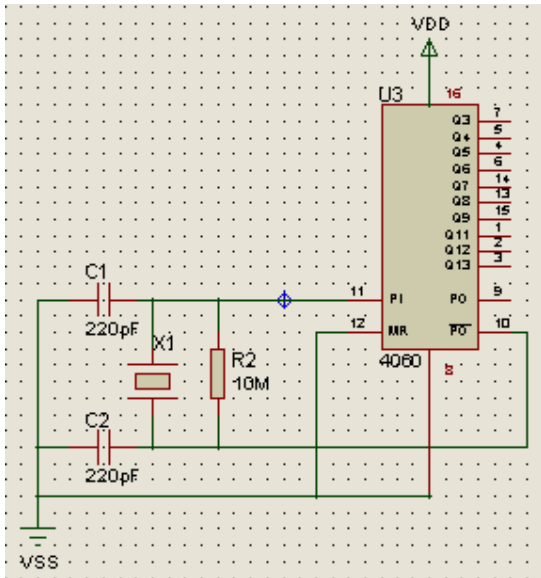 VDD
U3
16
Q3 7
Q4 5
Q5 4
Q6 6
Q7 14
Q8 13
Q9 15
Q11 1
Q12 2
Q13 3
C1
11 PI PO 9
220pF
12 MR PO 10
X1
R2
10M
4060
8
C2
220pF
VSS